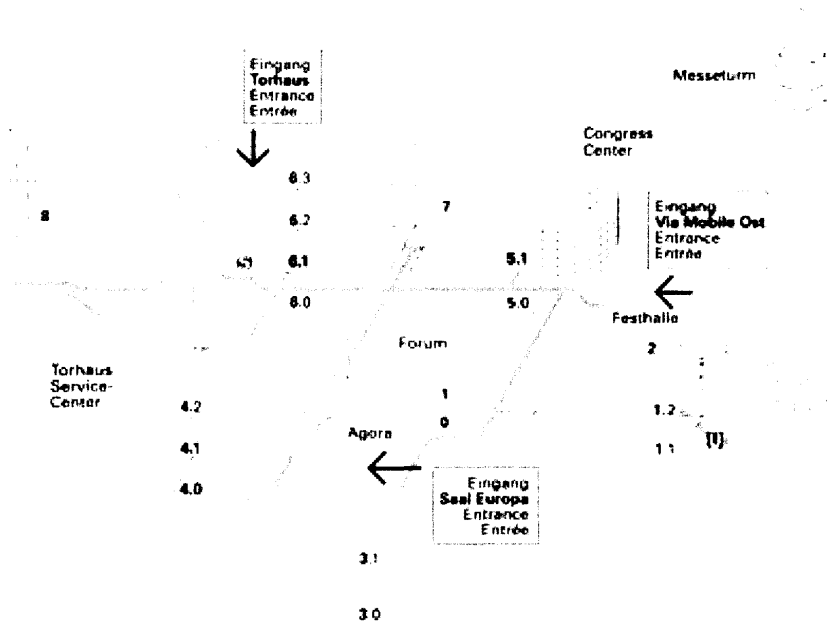 Eingang
Torhaus
Entrance
Entrée
Messeturm
Congress
Center
6.3
8
6.2
7
Eingang
Via Mobile Ost
Entrance
Entrée
6.1
5.1
6.0
5.0
Festhalle
Forum
2
Torhaus
Service-
Center
1
4.2
1.2
0
Agora
4.1
1.1
4.0
Eingang
Saal Europa
Entrance
Entrée
3.1
3.0